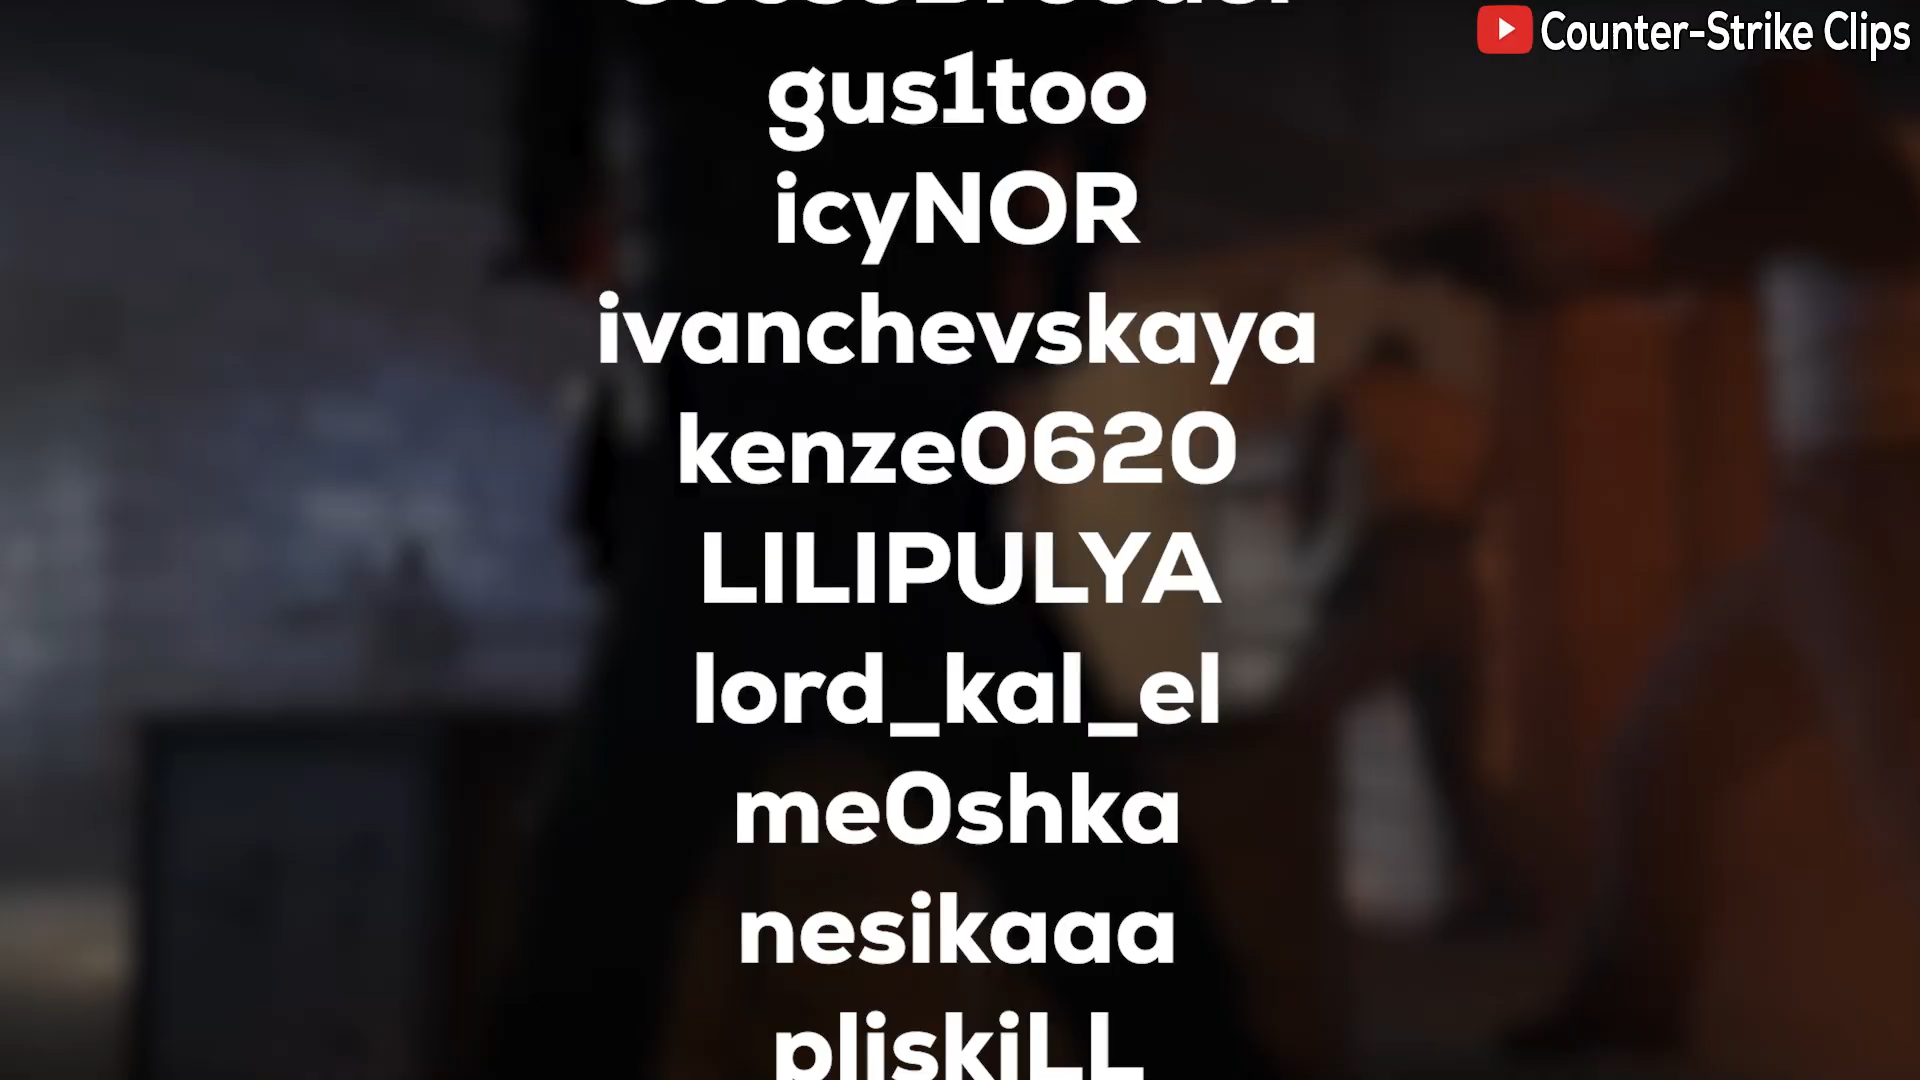 Counter-Strike Clips
gus1too
icyNOR
ivanchevskaya
kenze0620
LILIPULYA
lord_kal_el
me0shka
nesikaaa
pliskiLL